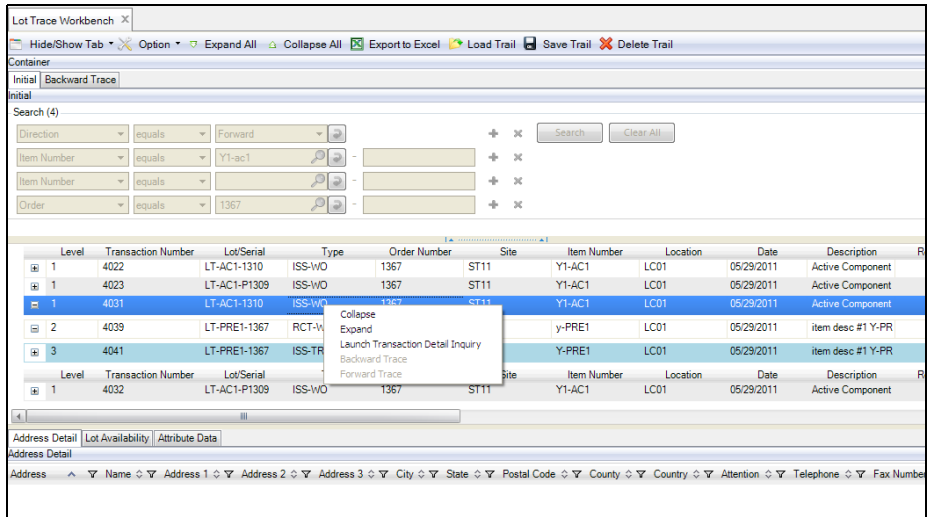 Lot Trace Workbench X
Hide/Show Tab Option Expand All Collapse All Export to Excel Load Trail Save Trail Delete Trail
Container
Initial Backward Trace
Initial
Search (4)
Direction equals Forward Search Clear All
Item Number equals Y1-ac1 -
Item Number equals -
Order equals 1367 -
Level Transaction Number Lot/Serial Type Order Number Site Item Number Location Date Description R
1 4022 LT-AC1-1310 ISS-WO 1367 ST11 Y1-AC1 LC01 05/29/2011 Active Component
1 4023 LT-AC1-P1309 ISS-WO 1367 ST11 Y1-AC1 LC01 05/29/2011 Active Component
1 4031 LT-AC1-1310 ISS-WO 1367 ST11 Y1-AC1 LC01 05/29/2011 Active Component
Collapse
Expand
Launch Transaction Detail Inquiry
Backward Trace
Forward Trace
2 4039 LT-PRE1-1367 RCT-W y-PRE1 LC01 05/29/2011 item desc #1 Y-PR
3 4041 LT-PRE1-1367 ISS-TR Y-PRE1 LC01 05/29/2011 item desc #1 Y-PR
Level Transaction Number Lot/Serial Site Item Number Location Date Description R
1 4032 LT-AC1-P1309 ISS-WO 1367 ST11 Y1-AC1 LC01 05/29/2011 Active Component
Address Detail Lot Availability Attribute Data
Address Detail
Address Name Address 1 Address 2 Address 3 City State Postal Code County Country Attention Telephone Fax Number